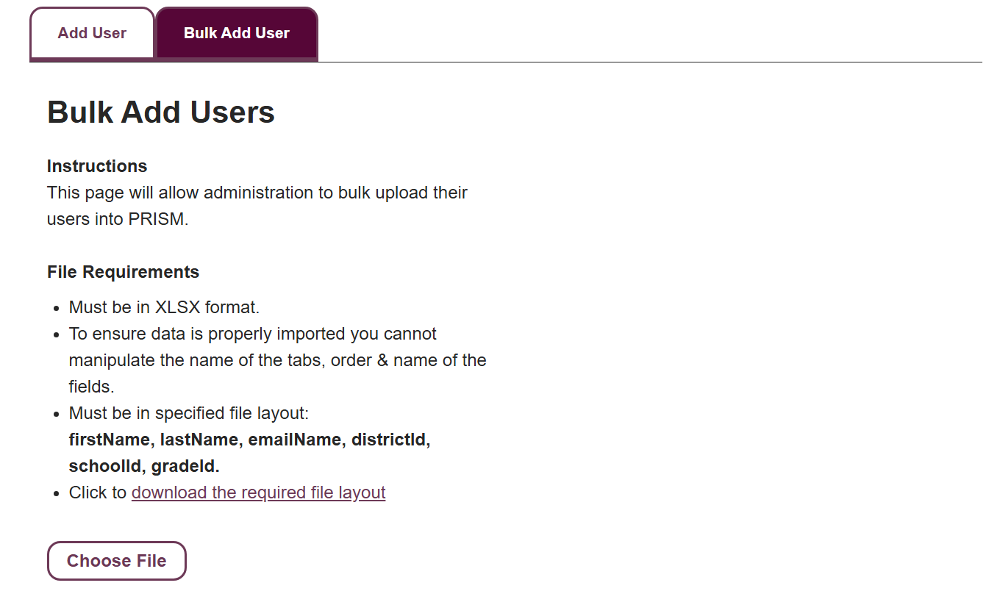 Add User
Bulk Add User
Bulk Add Users
Instructions
This page will allow administration to bulk upload their
users into PRISM.
File Requirements
Must be in XLSX format.
To ensure data is properly imported you cannot
manipulate the name of the tabs, order & name of the
fields.
Must be in specified file layout:
firstName, lastName, emailName, districtId,
schoolId, gradeId.
Click to download the required file layout
Choose File